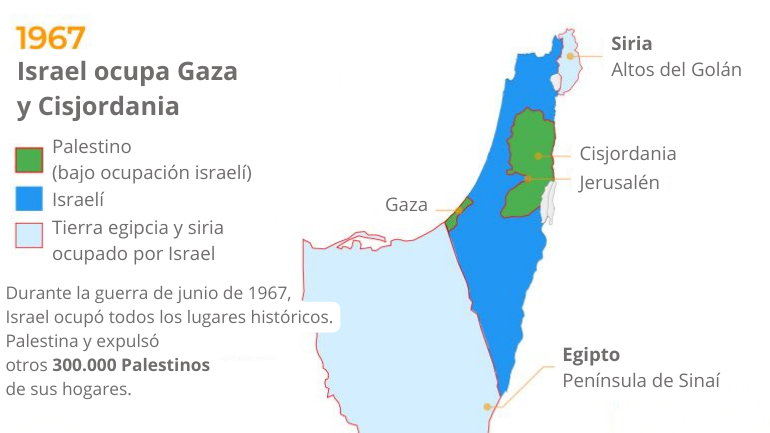 1967
Israel ocupa Gaza
y Cisjordania
Palestino
(bajo ocupación israelí)
Israelí
Tierra egipcia y siria
ocupado por Israel
Durante la guerra de junio de 1967,
Israel ocupó todos los lugares históricos.
Palestina y expulsó
otros 300.000 Palestinos
de sus hogares.
Siria
Altos del Golán
Cisjordania
Jerusalén
Gaza
Egipto
Península de Sinaí